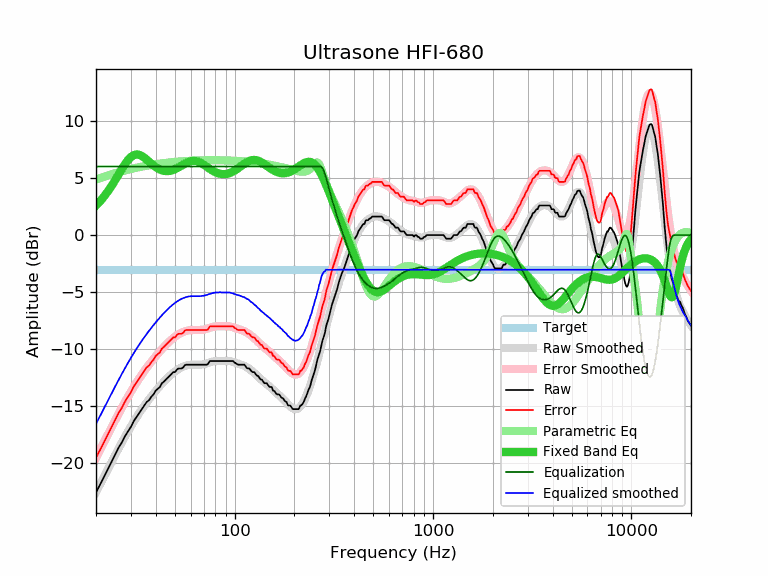 Ultrasone HFI-680
Amplitude (dBr)
10
5
0
−5
−10
−15
−20
100
1000
10000
Frequency (Hz)
Target
Raw Smoothed
Error Smoothed
Raw
Error
Parametric Eq
Fixed Band Eq
Equalization
Equalized smoothed